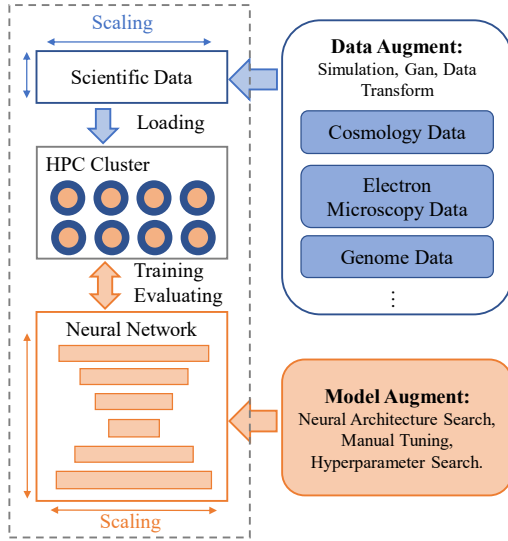 Scaling
Scientific Data
Loading
HPC Cluster
Training
Evaluating
Neural Network
Scaling
Data Augment:
Simulation, Gan, Data
Transform
Cosmology Data
Electron
Microscopy Data
Genome Data
⋮
Model Augment:
Neural Architecture Search,
Manual Tuning,
Hyperparameter Search.